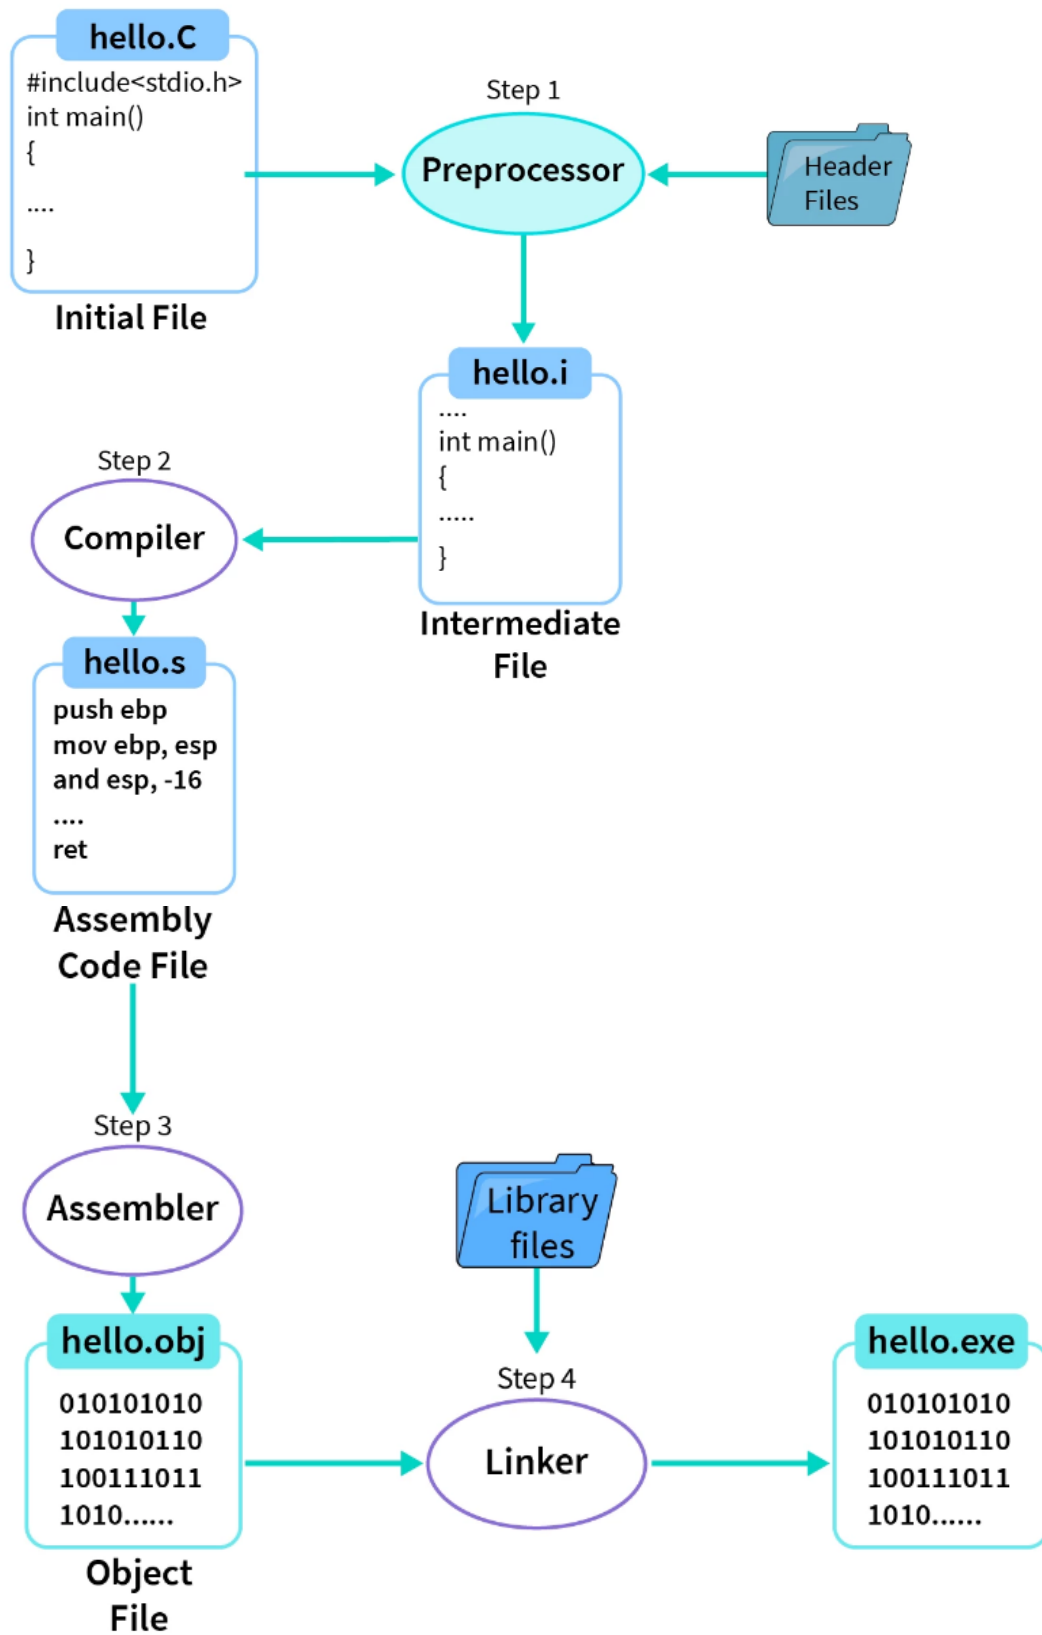 hello.C
#include<stdio.h>
int main()
{
....
}
Initial File
Step 1
Preprocessor
Header
Files
hello.i
....
int main()
{
.....
}
Intermediate
File
Step 2
Compiler
hello.s
push ebp
mov ebp, esp
and esp, -16
....
ret
Assembly
Code File
Step 3
Assembler
hello.obj
010101010
101010110
100111011
1010......
Object
File
Library
files
Step 4
Linker
hello.exe
010101010
101010110
100111011
1010......